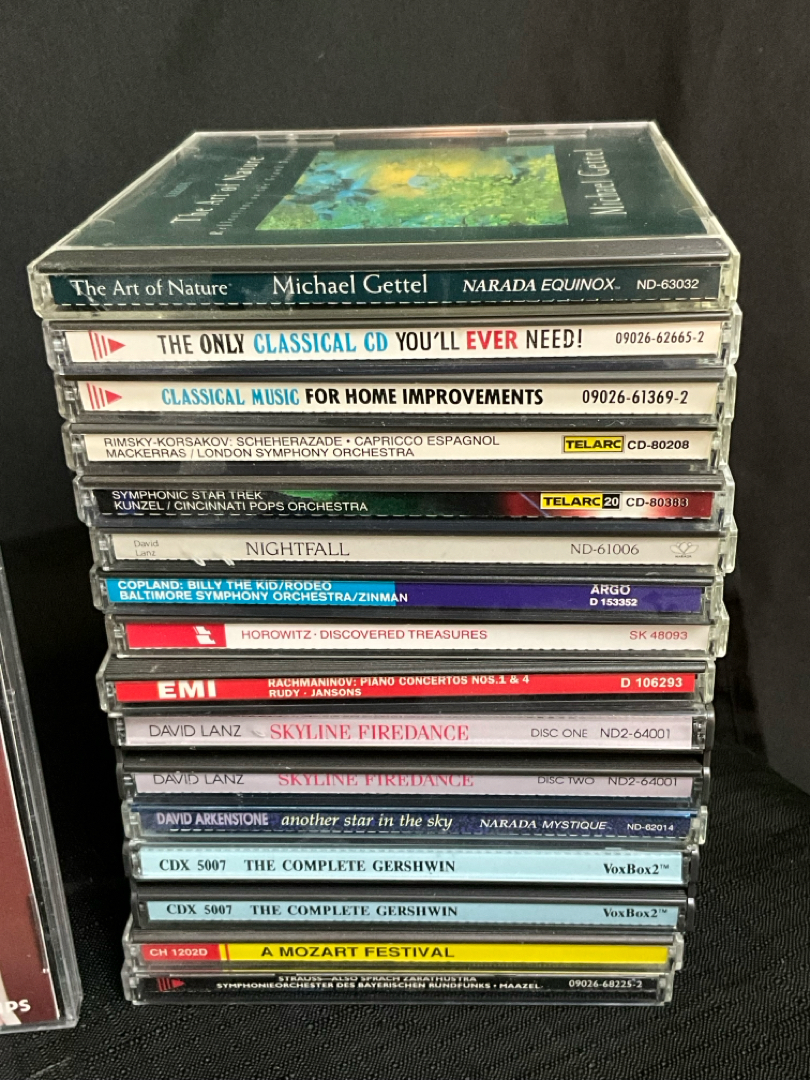 The Art of Nature
Michael Gettel
The Art of Nature Michael Gettel NARADA EQUINOX™ ND-63032
THE ONLY CLASSICAL CD YOU'LL EVER NEED! 09026-62665-2
CLASSICAL MUSIC FOR HOME IMPROVEMENTS 09026-61369-2
RIMSKY-KORSAKOV: SCHEHERAZADE • CAPRICCO ESPAGNOL
MACKERRAS / LONDON SYMPHONY ORCHESTRA
TELARC CD-80208
SYMPHONIC STAR TREK
KUNZEL / CINCINNATI POPS ORCHESTRA
TELARC 20 CD-80383
David
Lanz
NIGHTFALL ND-61006
COPLAND: BILLY THE KID/RODEO
BALTIMORE SYMPHONY ORCHESTRA/ZINMAN
ARGO
D 153352
HOROWITZ · DISCOVERED TREASURES SK 48093
EMI
RACHMANINOV: PIANO CONCERTOS NOS.1 & 4
RUDY · JANSONS
D 106293
DAVID LANZ SKYLINE FIREDANCE DISC ONE ND2-64001
DAVID LANZ SKYLINE FIREDANCE DISC TWO ND2-64001
DAVID ARKENSTONE another star in the sky NARADA MYSTIQUE™ ND-62014
CDX 5007 THE COMPLETE GERSHWIN VoxBox2™
CDX 5007 THE COMPLETE GERSHWIN VoxBox2™
CH 1202D A MOZART FESTIVAL
STRAUSS—ALSO SPRACH ZARATHUSTRA
SYMPHONIEORCHESTER DES BAYERISCHEN RUNDFUNKS • MAAZEL
09026-68225-2